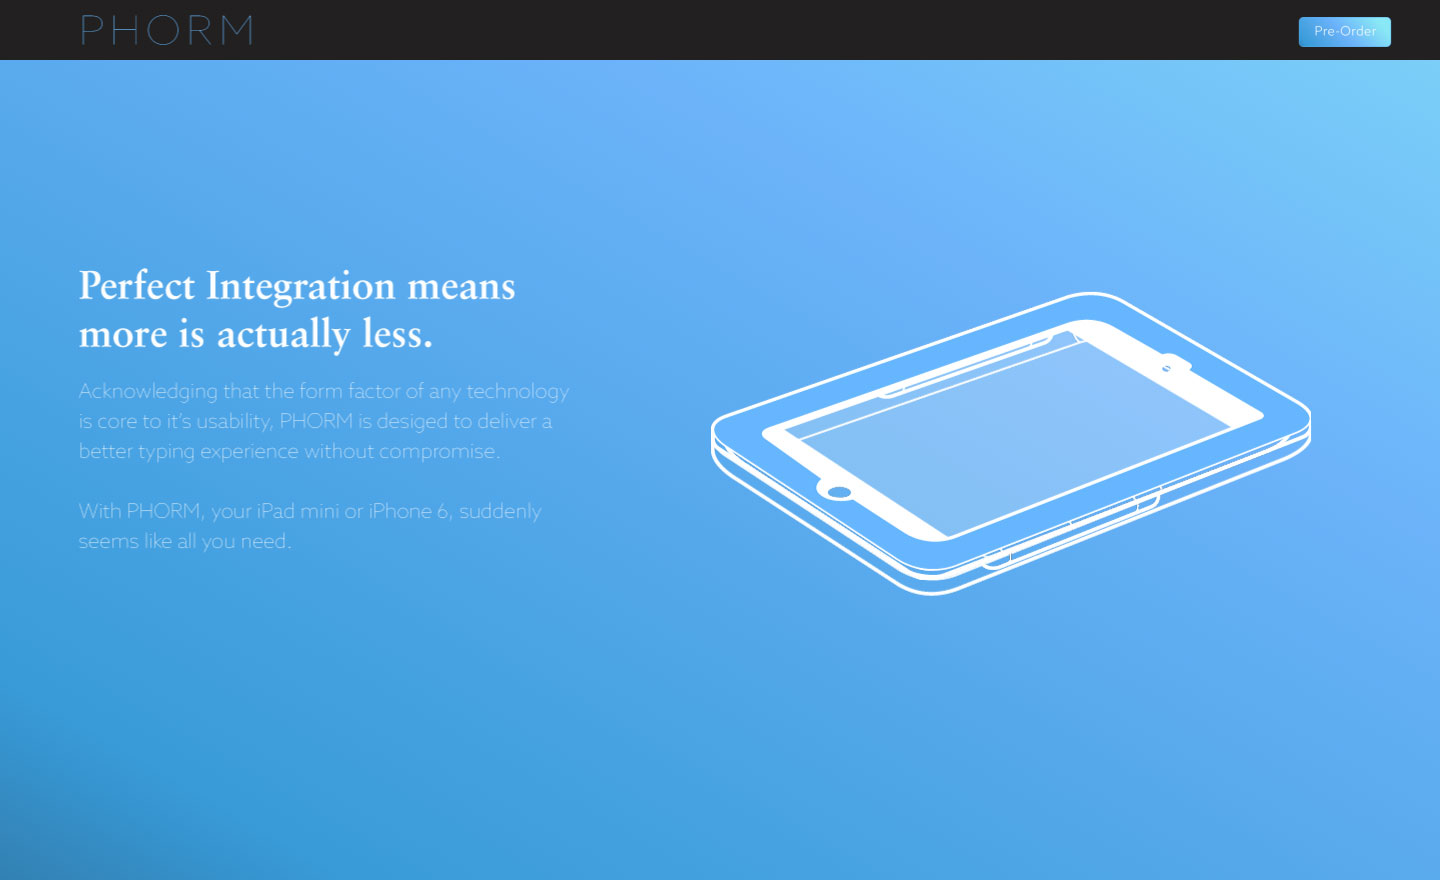 PHORM
Pre-Order
Perfect Integration means
more is actually less.
Acknowledging that the form factor of any technology
is core to it's usability, PHORM is desiged to deliver a
better typing experience without compromise.
With PHORM, your iPad mini or iPhone 6, suddenly
seems like all you need.